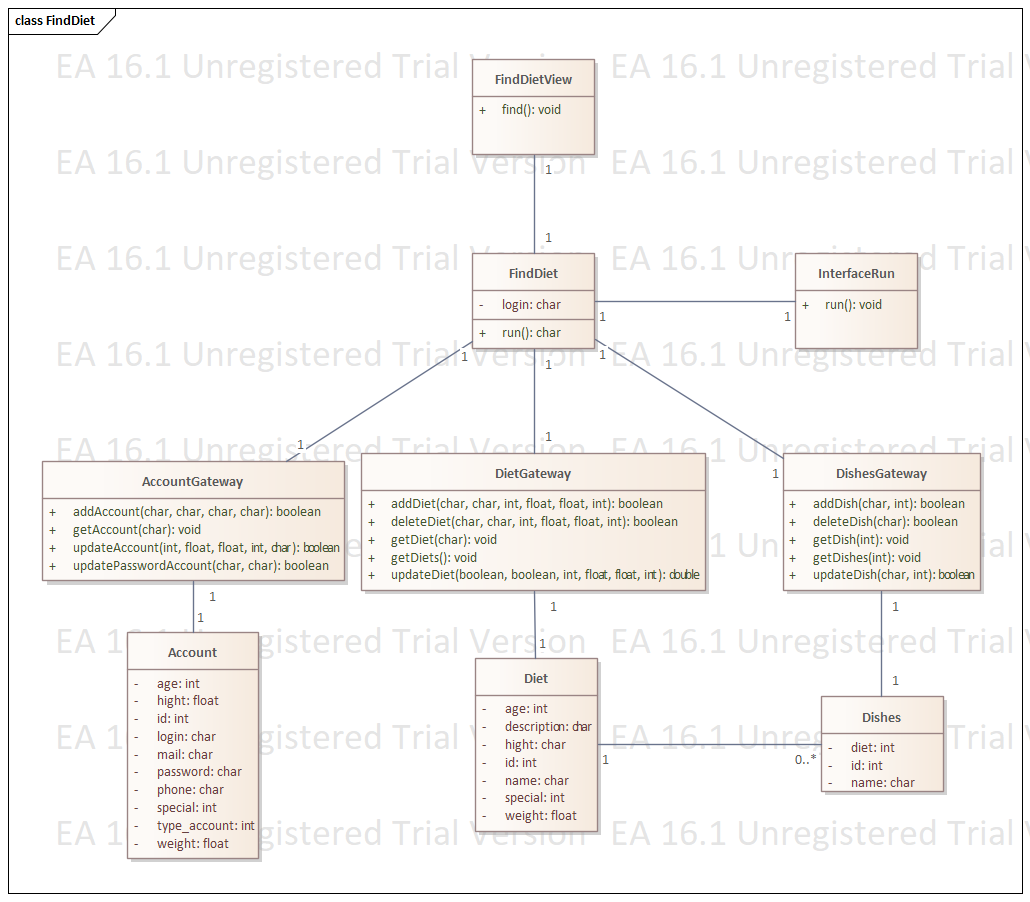 class FindDiet
EA 16.1 Unregistered Trial Version
EA 16.1 Unregistered Trial Version
FindDietView
+ find(): void
1
1
FindDiet
- login: char
+ run(): char
InterfaceRun
+ run(): void
1
1
1
1
1
1
1
1
AccountGateway
+ addAccount(char, char, char, char): boolean
+ getAccount(char): void
+ updateAccount(int, float, float, int, char): boolean
+ updatePasswordAccount(char, char): boolean
DietGateway
+ addDiet(char, char, int, float, float, int): boolean
+ deleteDiet(char, char, int, float, float, int): boolean
+ getDiet(char): void
+ getDiets(): void
+ updateDiet(boolean, boolean, int, float, float, int): double
DishesGateway
+ addDish(char, int): boolean
+ deleteDish(char): boolean
+ getDish(int): void
+ getDishes(int): void
+ updateDish(char, int): boolean
1
1
1
1
1
1
Account
- age: int
- hight: float
- id: int
- login: char
- mail: char
- password: char
- phone: char
- special: int
- type_account: int
- weight: float
Diet
- age: int
- description: char
- hight: char
- id: int
- name: char
- special: int
- weight: float
1
0..*
Dishes
- diet: int
- id: int
- name: char